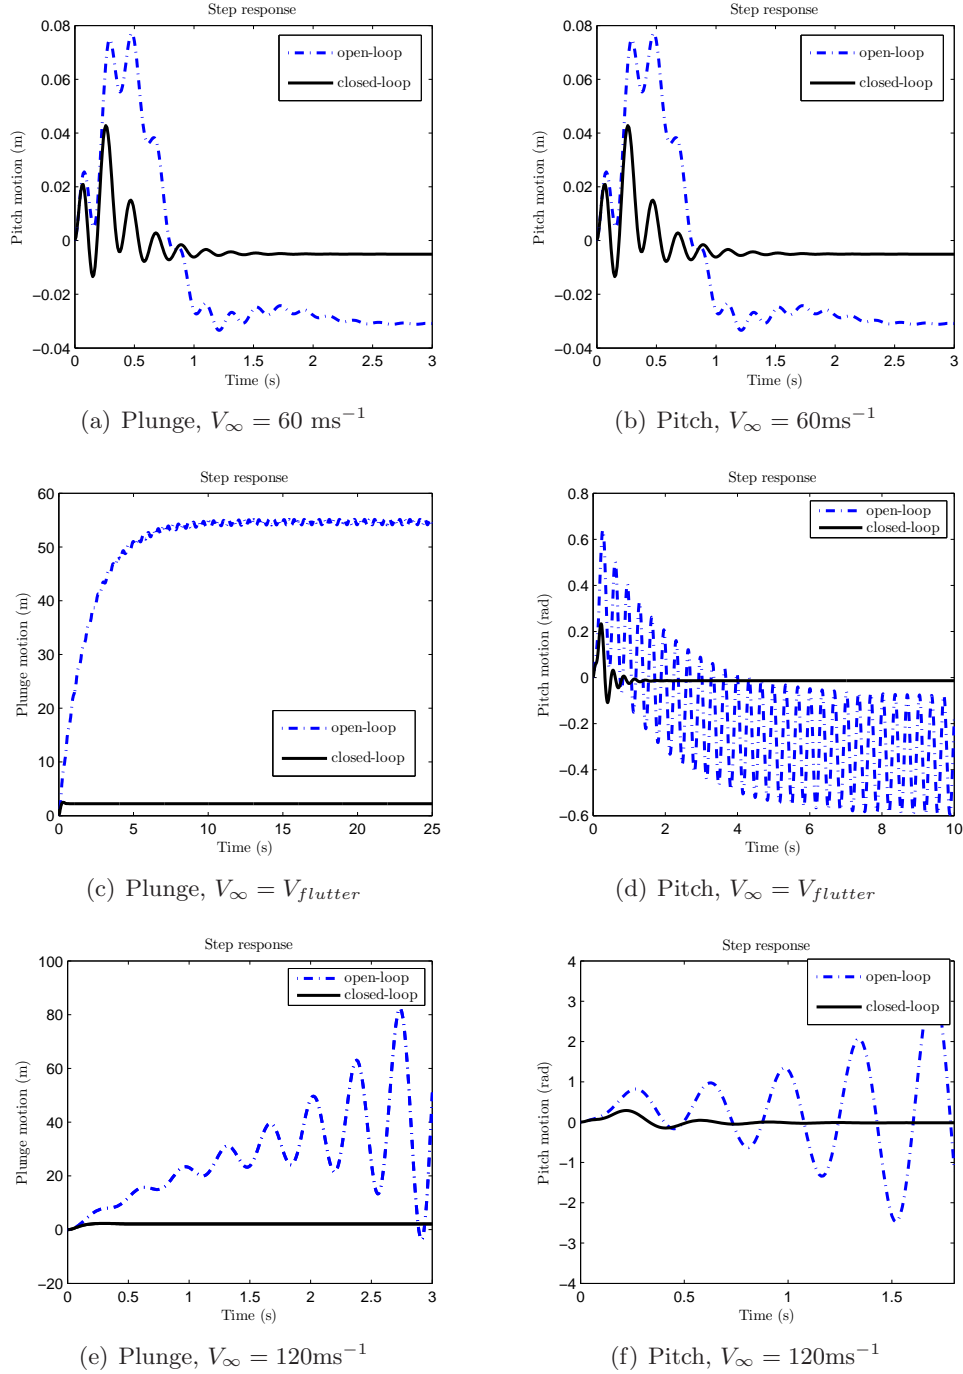 Step response
Step response
0.08
0.06
0.04
0.02
0
−0.02
−0.04
Pitch motion (m)
open-loop
closed-loop
0 0.5 1 1.5 2 2.5 3
Time (s)
0.08
0.06
0.04
0.02
0
−0.02
−0.04
Pitch motion (m)
open-loop
closed-loop
0 0.5 1 1.5 2 2.5 3
Time (s)
(a) Plunge, V∞ = 60 ms⁻¹
(b) Pitch, V∞ = 60ms⁻¹
Step response
Step response
60
50
40
30
20
10
0
Plunge motion (m)
open-loop
closed-loop
0 5 10 15 20 25
Time (s)
0.8
0.6
0.4
0.2
0
−0.2
−0.4
−0.6
Pitch motion (rad)
open-loop
closed-loop
0 2 4 6 8 10
Time (s)
(c) Plunge, V∞ = V_flutter
(d) Pitch, V∞ = V_flutter
Step response
Step response
100
80
60
40
20
0
−20
Plunge motion (m)
open-loop
closed-loop
0 0.5 1 1.5 2 2.5 3
Time (s)
4
3
2
1
0
−1
−2
−3
−4
Pitch motion (rad)
open-loop
closed-loop
0 0.5 1 1.5
Time (s)
(e) Plunge, V∞ = 120ms⁻¹
(f) Pitch, V∞ = 120ms⁻¹